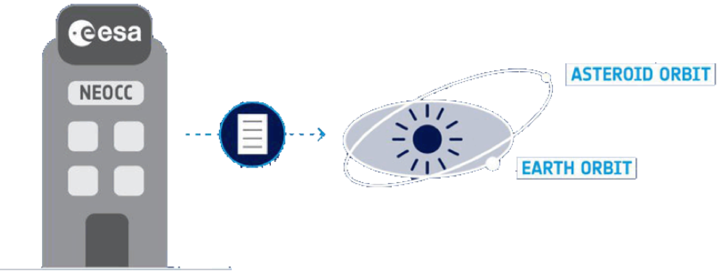 esa
NEOCC
ASTEROID ORBIT
EARTH ORBIT